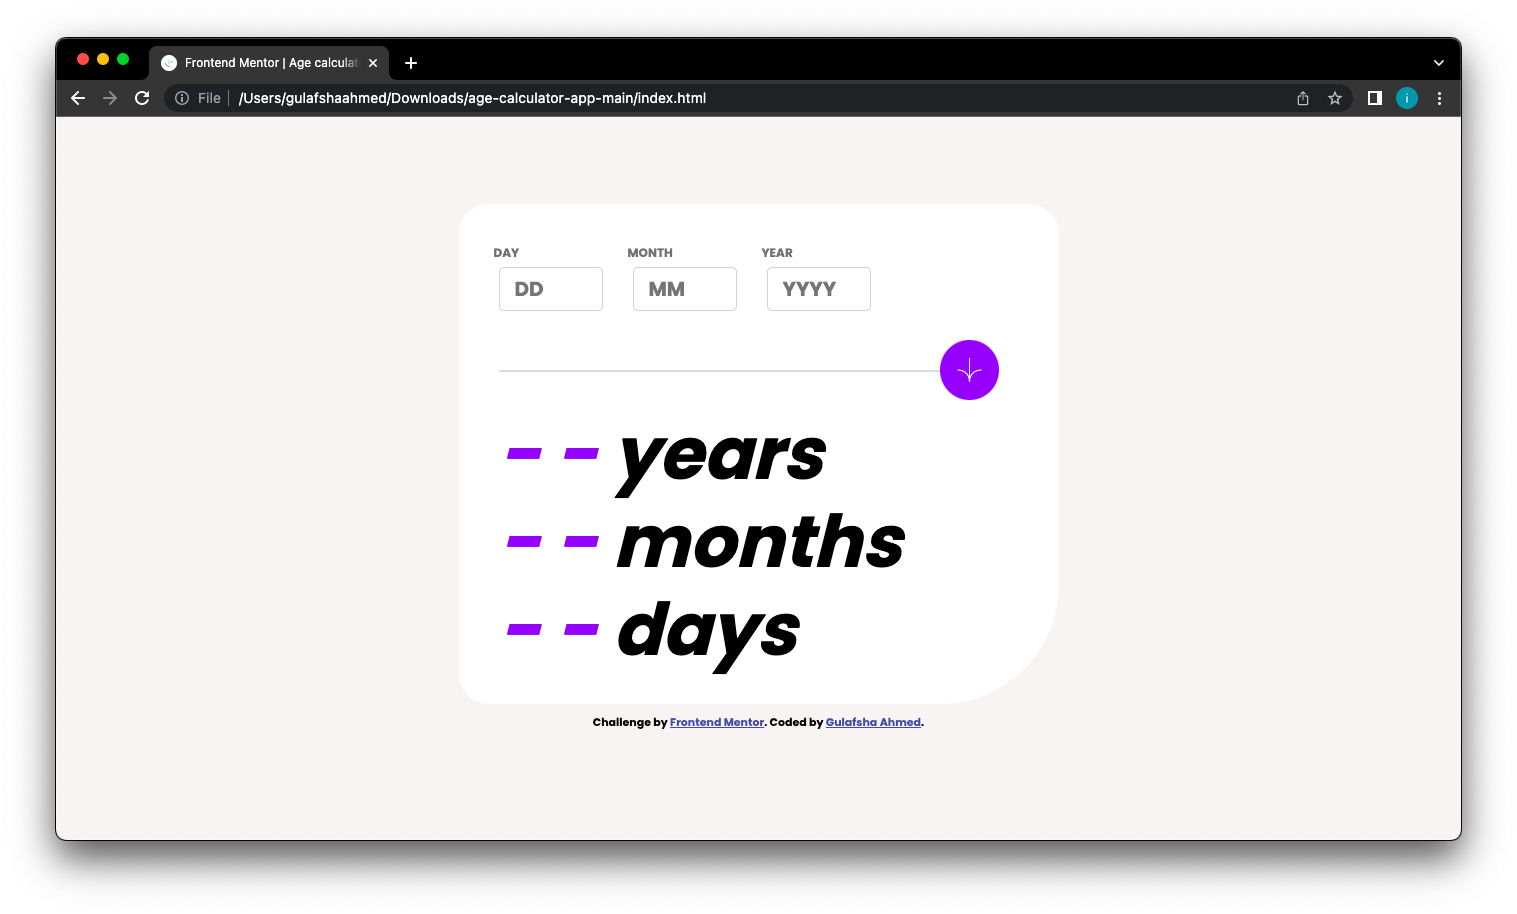 Frontend Mentor | Age calculat
File
/Users/gulafshaahmed/Downloads/age-calculator-app-main/index.html
i
DAY MONTH YEAR
DD MM YYYY
- - years
- - months
- - days
Challenge by Frontend Mentor. Coded by Gulafsha Ahmed.